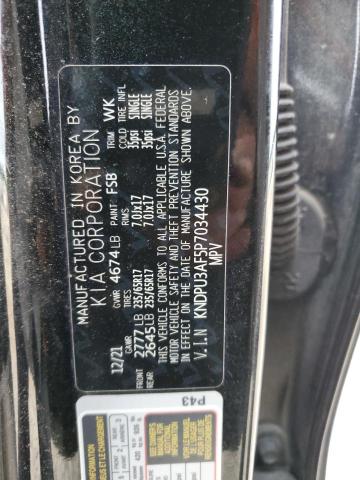 MANUFACTURED IN KOREA BY
KIA CORPORATION
12/21 GVWR 4674 LB PAINT FSB TRIM WK
GAWR TIRES RIMS COLD TIRE INFL
FRONT 2777 LB 235/65R17 7.0Jx17 35psi SINGLE
REAR 2645 LB 235/65R17 7.0Jx17 35psi SINGLE
THIS VEHICLE CONFORMS TO ALL APPLICABLE U.S.A. FEDERAL
MOTOR VEHICLE SAFETY AND THEFT PREVENTION STANDARDS
IN EFFECT ON THE DATE OF MANUFACTURE SHOWN ABOVE.
V.I.N KNDPU3AF5P7034430
MPV
P43